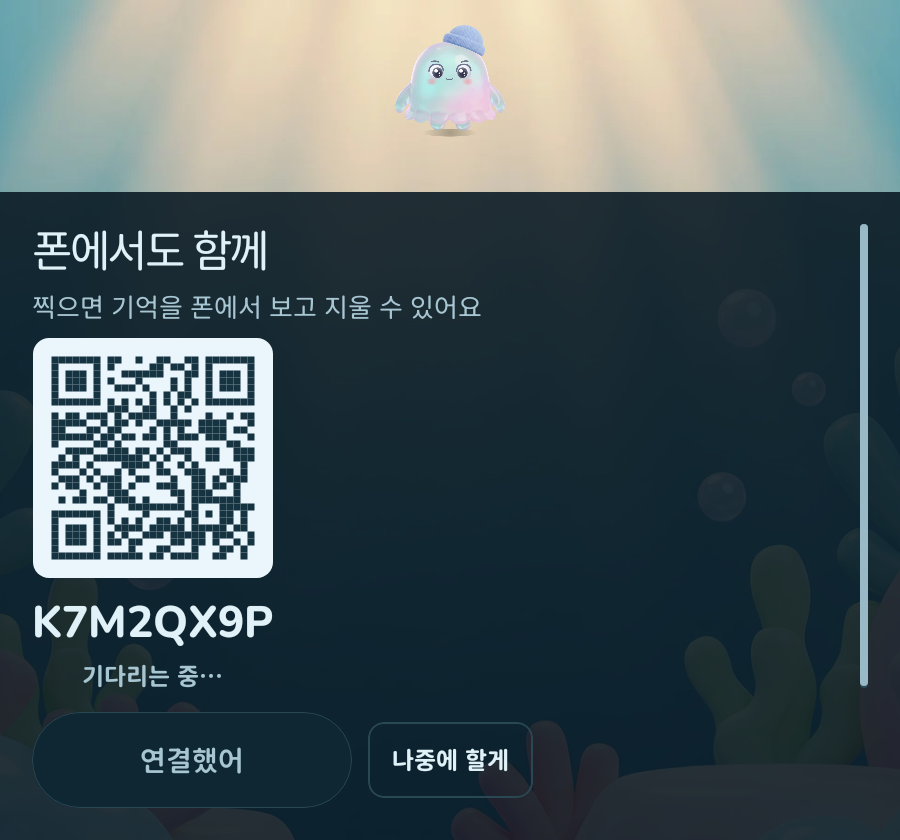 폰에서도 함께
찍으면 기억을 폰에서 보고 지울 수 있어요
K7M2QX9P
기다리는 중…
연결했어
나중에 할게